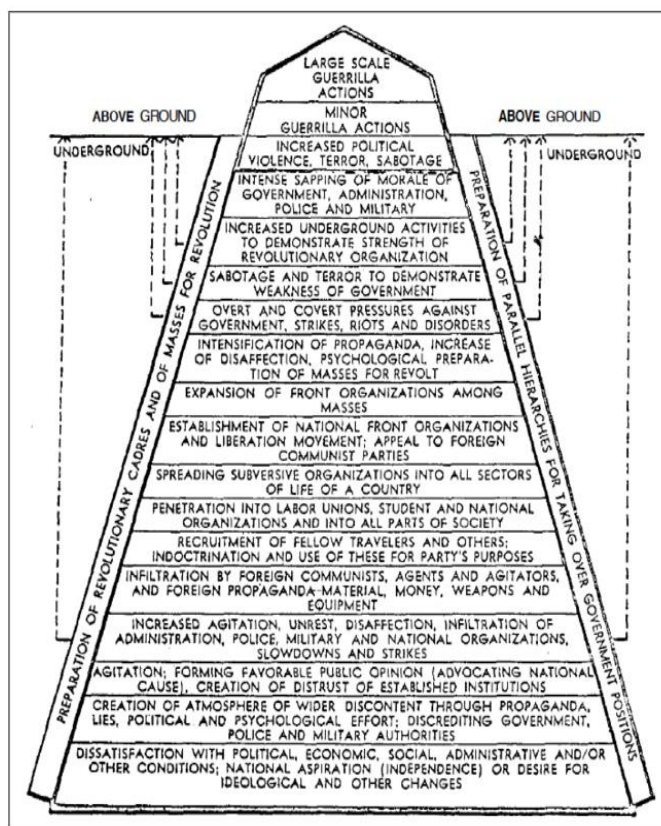 LARGE SCALE
GUERRILLA
ACTIONS
ABOVE GROUND
ABOVE GROUND
MINOR
GUERRILLA ACTIONS
UNDERGROUND
UNDERGROUND
INCREASED POLITICAL
VIOLENCE, TERROR, SABOTAGE
INTENSE SAPPING OF MORALE OF
GOVERNMENT, ADMINISTRATION,
POLICE AND MILITARY
INCREASED UNDERGROUND ACTIVITIES
TO DEMONSTRATE STRENGTH OF
REVOLUTIONARY ORGANIZATION
SABOTAGE AND TERROR TO DEMONSTRATE
WEAKNESS OF GOVERNMENT
OVERT AND COVERT PRESSURES AGAINST
GOVERNMENT, STRIKES, RIOTS AND DISORDERS
INTENSIFICATION OF PROPAGANDA, INCREASE
OF DISAFFECTION, PSYCHOLOGICAL PREPARA-
TION OF MASSES FOR REVOLT
EXPANSION OF FRONT ORGANIZATIONS AMONG
MASSES
ESTABLISHMENT OF NATIONAL FRONT ORGANIZATIONS
AND LIBERATION MOVEMENT; APPEAL TO FOREIGN
COMMUNIST PARTIES
SPREADING SUBVERSIVE ORGANIZATIONS INTO ALL SECTORS
OF LIFE OF A COUNTRY
PENETRATION INTO LABOR UNIONS, STUDENT AND NATIONAL
ORGANIZATIONS AND INTO ALL PARTS OF SOCIETY
RECRUITMENT OF FELLOW TRAVELERS AND OTHERS;
INDOCTRINATION AND USE OF THESE FOR PARTY'S PURPOSES
INFILTRATION BY FOREIGN COMMUNISTS, AGENTS AND AGITATORS,
AND FOREIGN PROPAGANDA MATERIAL, MONEY, WEAPONS AND
EQUIPMENT
INCREASED AGITATION, UNREST, DISAFFECTION, INFILTRATION OF
ADMINISTRATION, POLICE, MILITARY AND NATIONAL ORGANIZATIONS,
SLOWDOWNS AND STRIKES
AGITATION; FORMING FAVORABLE PUBLIC OPINION (ADVOCATING NATIONAL
CAUSE), CREATION OF DISTRUST OF ESTABLISHED INSTITUTIONS
CREATION OF ATMOSPHERE OF WIDER DISCONTENT THROUGH PROPAGANDA,
LIES, POLITICAL AND PSYCHOLOGICAL EFFORT; DISCREDITING GOVERNMENT,
POLICE AND MILITARY AUTHORITIES
DISSATISFACTION WITH POLITICAL, ECONOMIC, SOCIAL, ADMINISTRATIVE AND/OR
OTHER CONDITIONS; NATIONAL ASPIRATION (INDEPENDENCE) OR DESIRE FOR
IDEOLOGICAL AND OTHER CHANGES
PREPARATION OF REVOLUTIONARY CADRES AND OF MASSES FOR REVOLUTION
PREPARATION OF PARALLEL HIERARCHIES FOR TAKING OVER GOVERNMENT POSITIONS